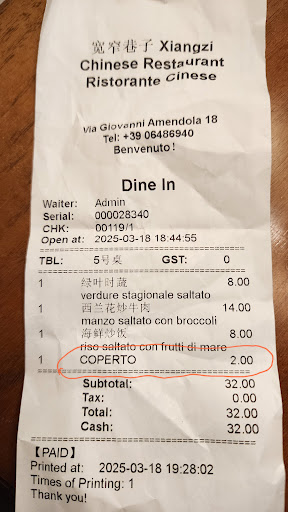 宽窄巷子 Xiangzi
Chinese Restaurant
Ristorante Cinese
Via Giovanni Amendola 18
Tel: +39 06486940
Benvenuto!
Dine In
Waiter: Admin
Serial: 000028340
CHK: 00119/1
Open at: 2025-03-18 18:44:55
TBL: 5号桌 GST: 0
1 绿叶时蔬 8.00
verdure stagionale saltato
1 西兰花炒牛肉 14.00
manzo saltato con broccoli
1 海鲜炒饭 8.00
riso saltato con frutti di mare
1 COPERTO 2.00
Subtotal: 32.00
Tax: 0.00
Total: 32.00
Cash: 32.00
【PAID】
Printed at: 2025-03-18 19:28:02
Times of Printing: 1
Thank you!